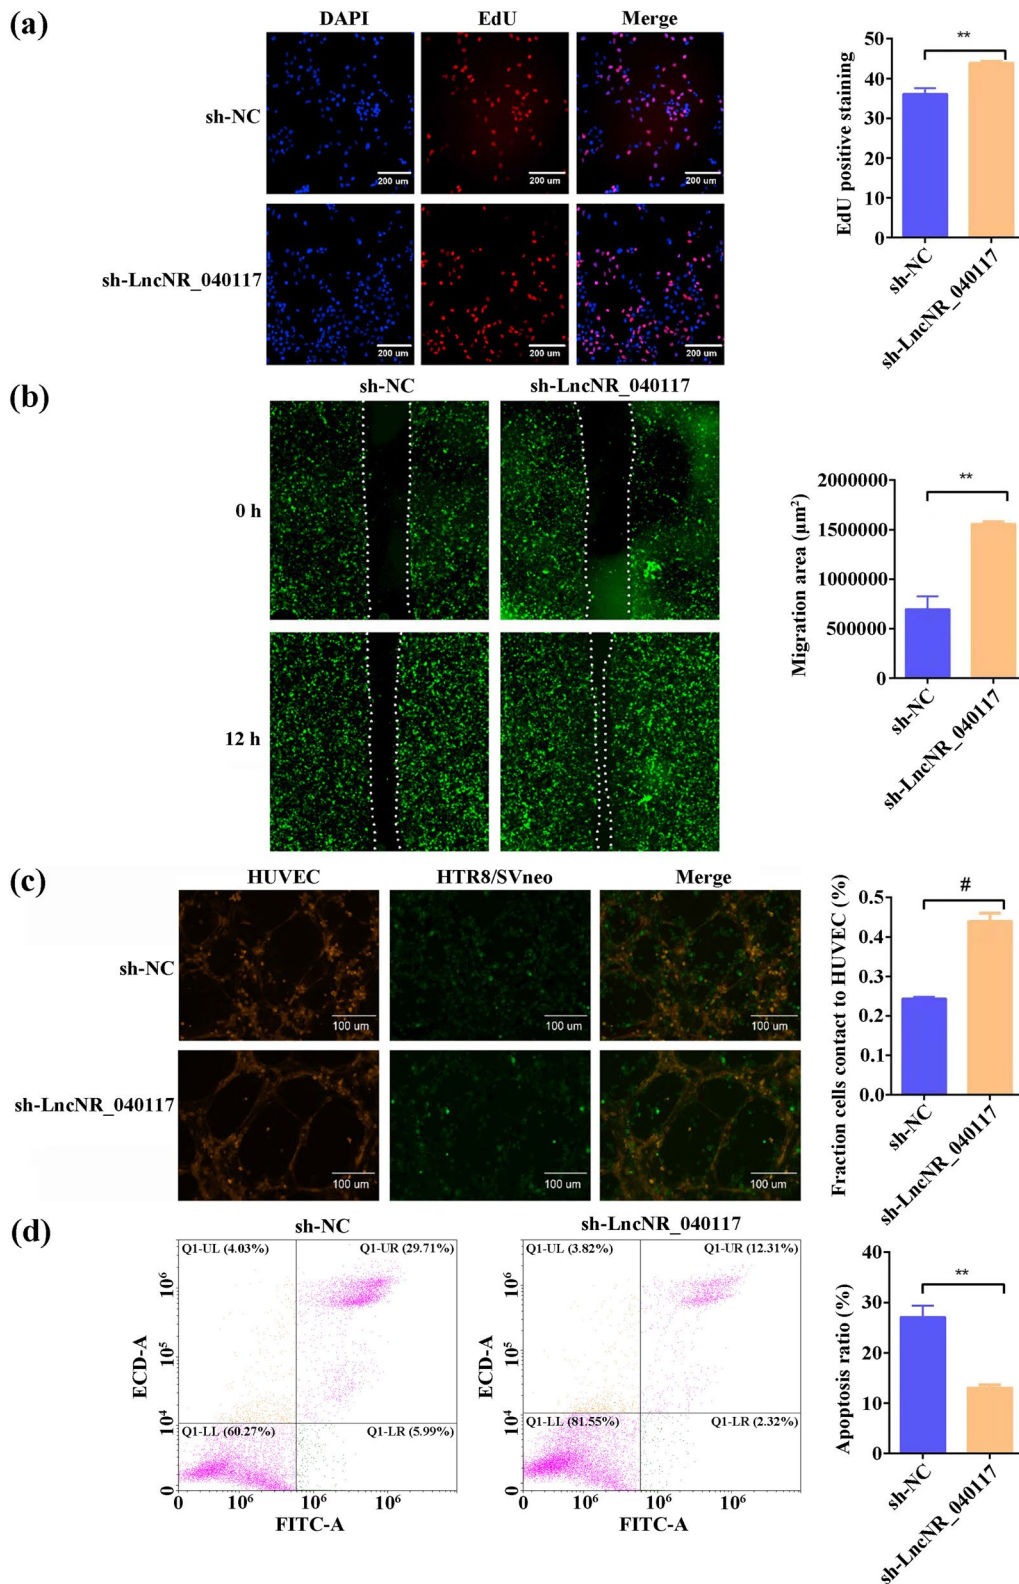 (a)
DAPI
EdU
Merge
sh-NC
200 um
200 um
200 um
sh-LncNR_040117
200 um
200 um
200 um
EdU positive staining
50
40
30
20
10
0
**
sh-NC
sh-LncNR_040117
(b)
sh-NC
sh-LncNR_040117
0 h
12 h
Migration area (μm²)
2000000
1500000
1000000
500000
0
**
sh-NC
sh-LncNR_040117
(c)
HUVEC
HTR8/SVneo
Merge
sh-NC
100 um
100 um
100 um
sh-LncNR_040117
100 um
100 um
100 um
Fraction cells contact to HUVEC (%)
0.5
0.4
0.3
0.2
0.1
0.0
#
sh-NC
sh-LncNR_040117
(d)
sh-NC
Q1-UL (4.03%)
Q1-UR (29.71%)
Q1-LL (60.27%)
Q1-LR (5.99%)
ECD-A
10⁶
10⁵
10⁴
0
0
10⁶
10⁶
10⁶
FITC-A
sh-LncNR_040117
Q1-UL (3.82%)
Q1-UR (12.31%)
Q1-LL (81.55%)
Q1-LR (2.32%)
ECD-A
10⁶
10⁵
10⁴
0
0
10⁶
10⁶
10⁶
FITC-A
Apoptosis ratio (%)
40
30
20
10
0
**
sh-NC
sh-LncNR_040117